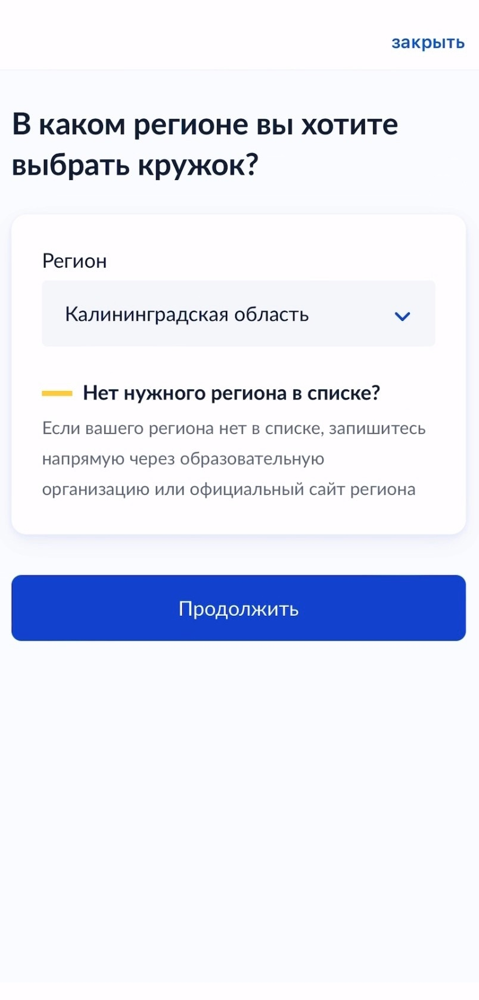 закрыть
В каком регионе вы хотите
выбрать кружок?
Регион
Калининградская область
Нет нужного региона в списке?
Если вашего региона нет в списке, запишитесь
напрямую через образовательную
организацию или официальный сайт региона
Продолжить